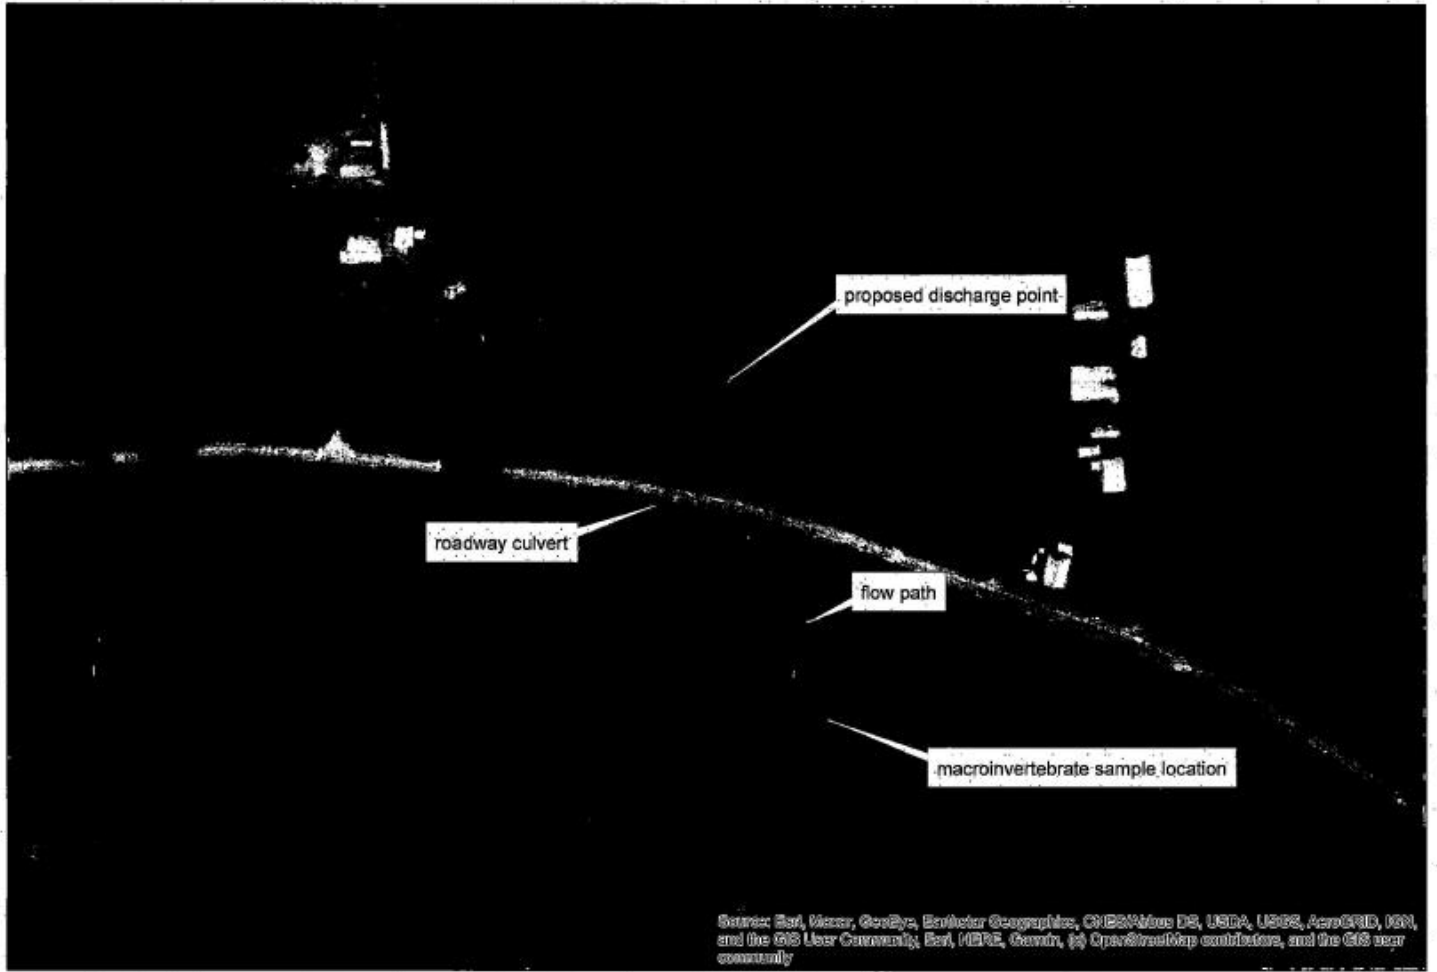 proposed discharge point
roadway culvert
flow path
macroinvertebrate sample location
Source: Esri, Maxar, GeoEye, Earthstar Geographics, CNES/Airbus DS, USDA, USGS, AeroGRID, IGN,
and the GIS User Community, Esri, HERE, Garmin, (c) OpenStreetMap contributors, and the GIS user
community